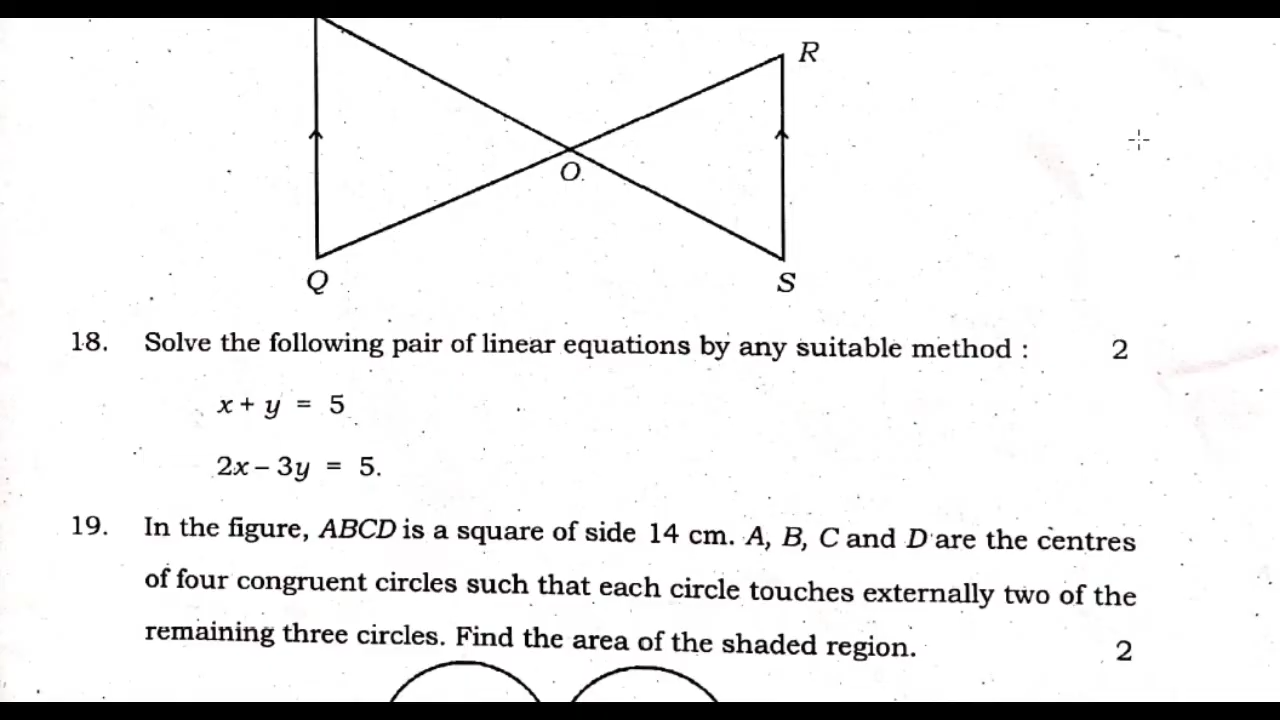 R
O
Q
S
18. Solve the following pair of linear equations by any suitable method : 2
x + y = 5
2x – 3y = 5.
19. In the figure, ABCD is a square of side 14 cm. A, B, C and D are the centres
of four congruent circles such that each circle touches externally two of the
remaining three circles. Find the area of the shaded region. 2